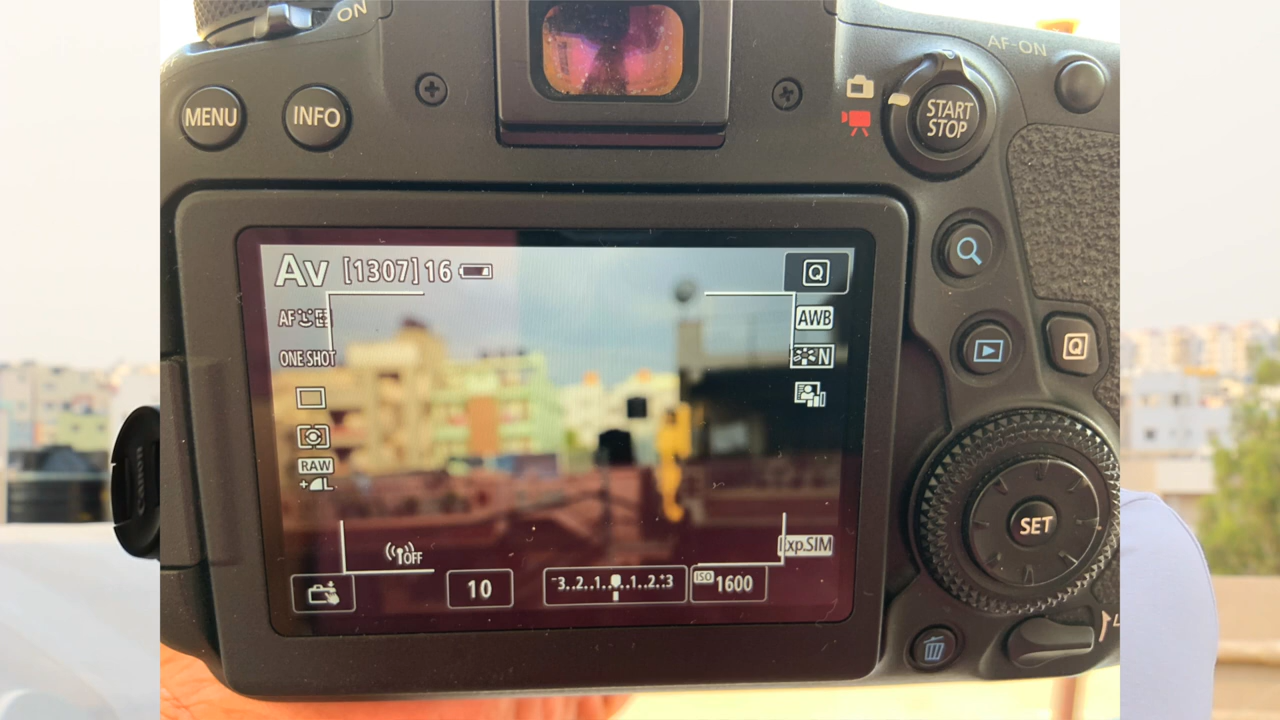 ON
AF-ON
MENU
INFO
START
STOP
Av [1307] 16
Q
AF
AWB
ONE SHOT
N
Q
RAW
+L
SET
OFF
Exp.SIM
10
-3..2..1..0..1..2..+3
ISO 1600
Canon
L